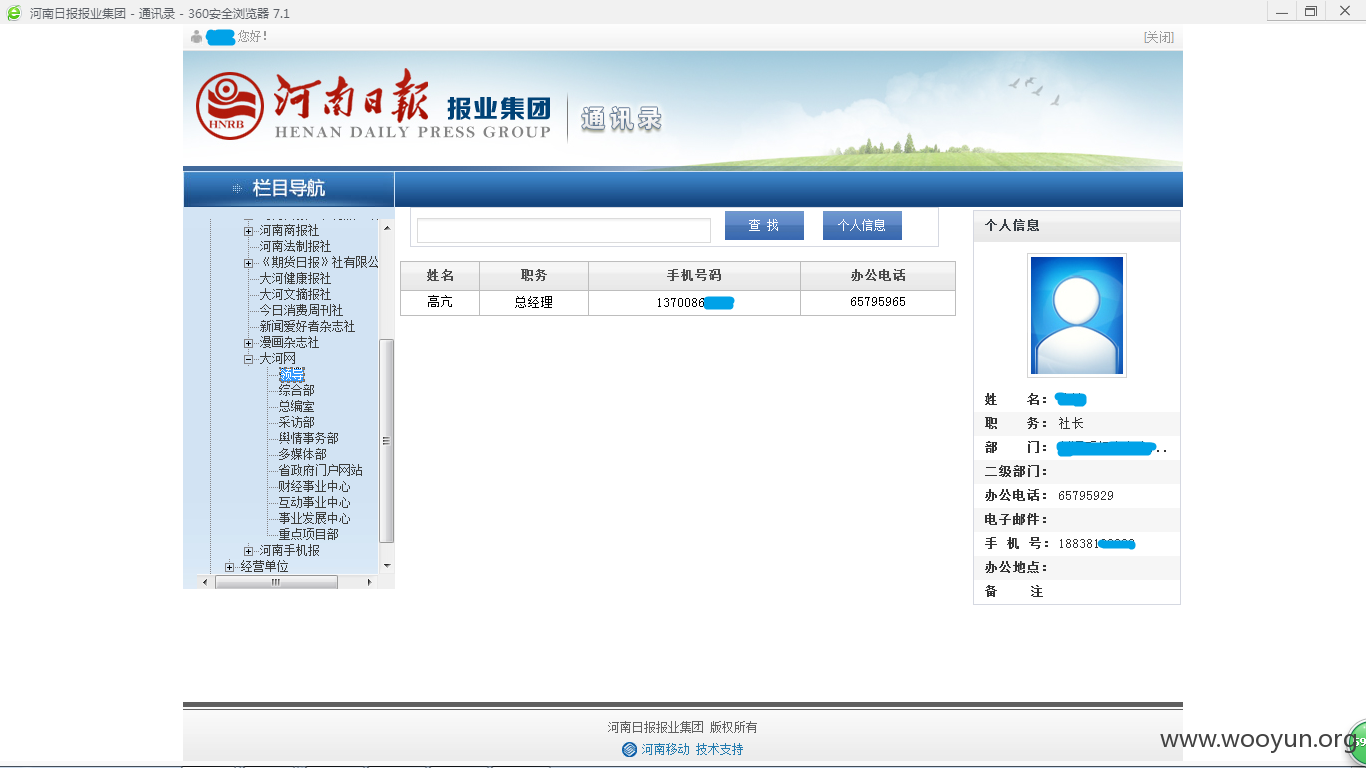 河南日报报业集团 - 通讯录 - 360安全浏览器 7.1
您好!
[关闭]
HNRB
河南日報 报业集团 通讯录
HENAN DAILY PRESS GROUP
栏目导航
河南商报社
河南法制报社
《期货日报》社有限公
大河健康报社
大河文摘报社
今日消费周刊社
新闻爱好者杂志社
漫画杂志社
大河网
领导
综合部
总编室
采访部
舆情事务部
多媒体部
省政府门户网站
财经事业中心
互动事业中心
事业发展中心
重点项目部
河南手机报
经营单位
查 找
个人信息
姓名 职务 手机号码 办公电话
高亢 总经理 1370086 65795965
个人信息
姓 名：
职 务： 社长
部 门： ..
二级部门：
办公电话： 65795929
电子邮件：
手 机 号： 188381
办公地点：
备 注
河南日报报业集团 版权所有
河南移动 技术支持
www.wooyun.org